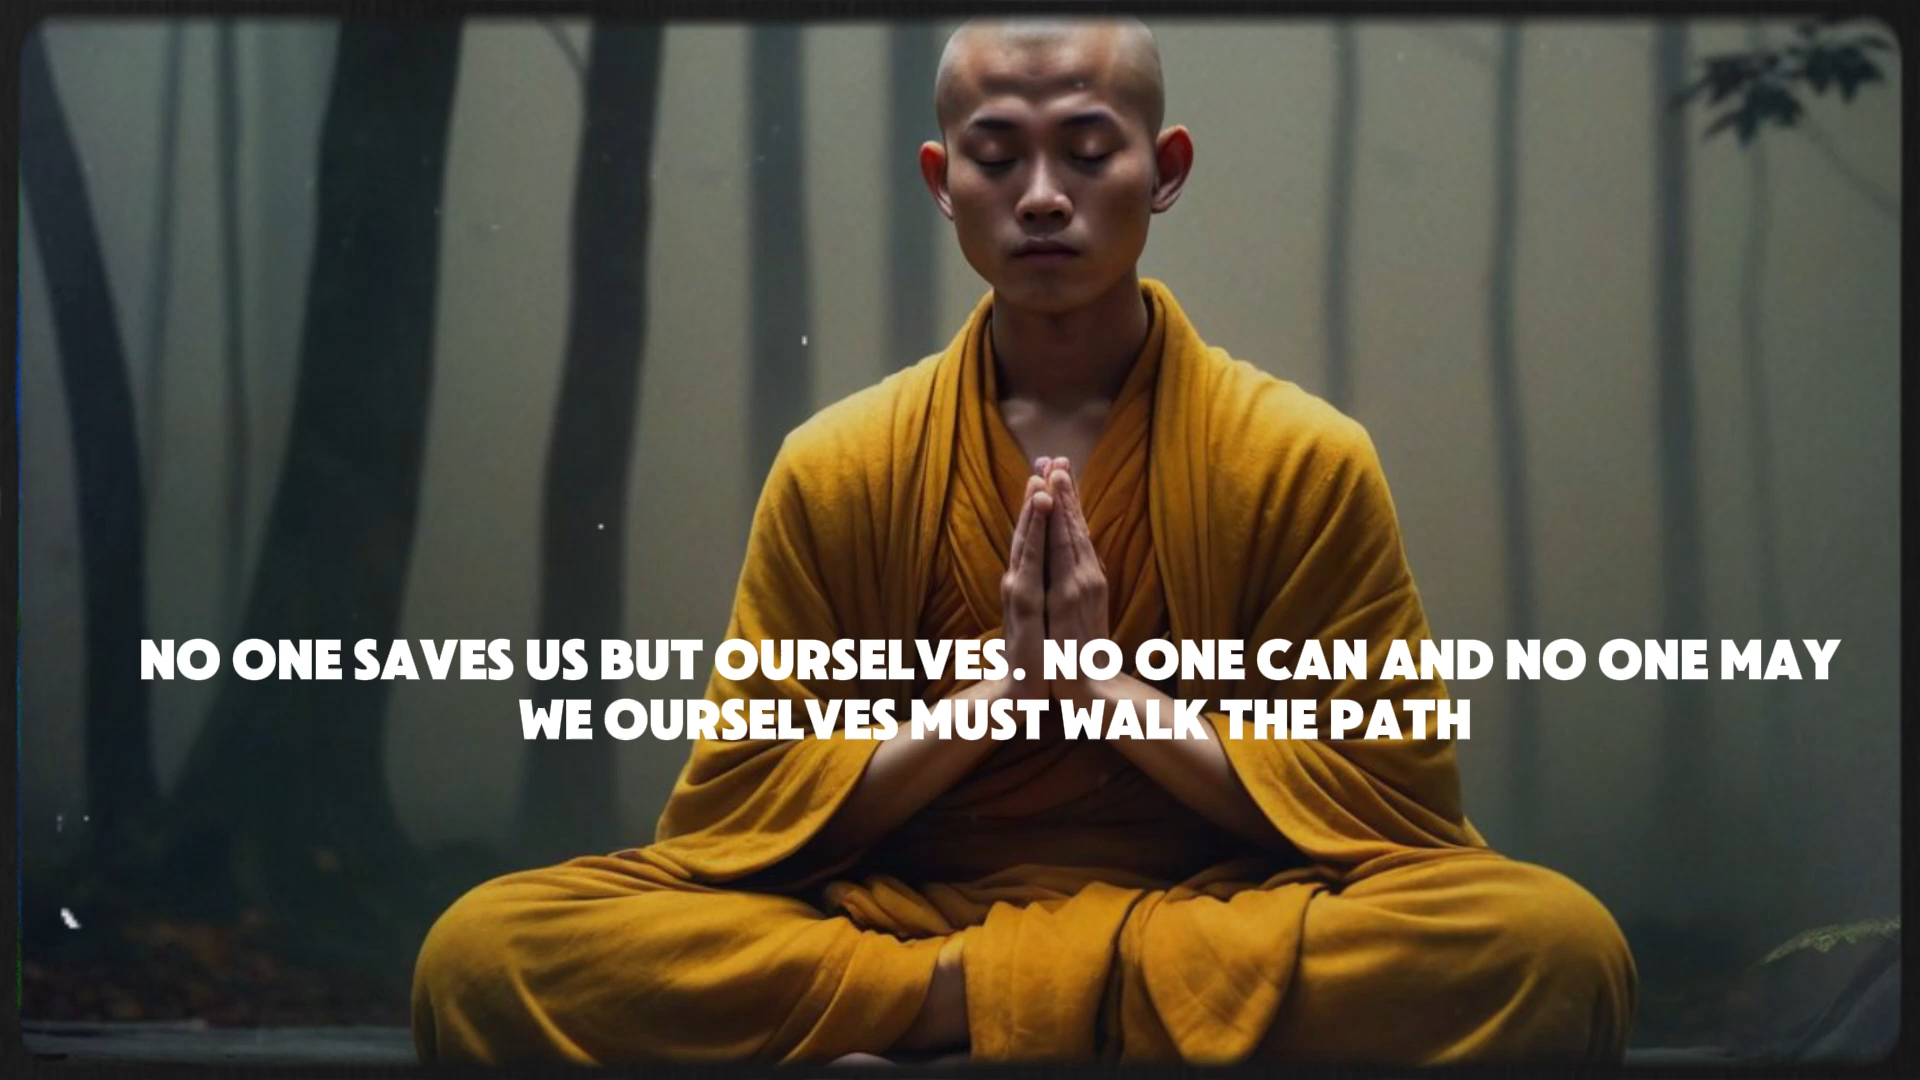 NO ONE SAVES US BUT OURSELVES. NO ONE CAN AND NO ONE MAY
WE OURSELVES MUST WALK THE PATH